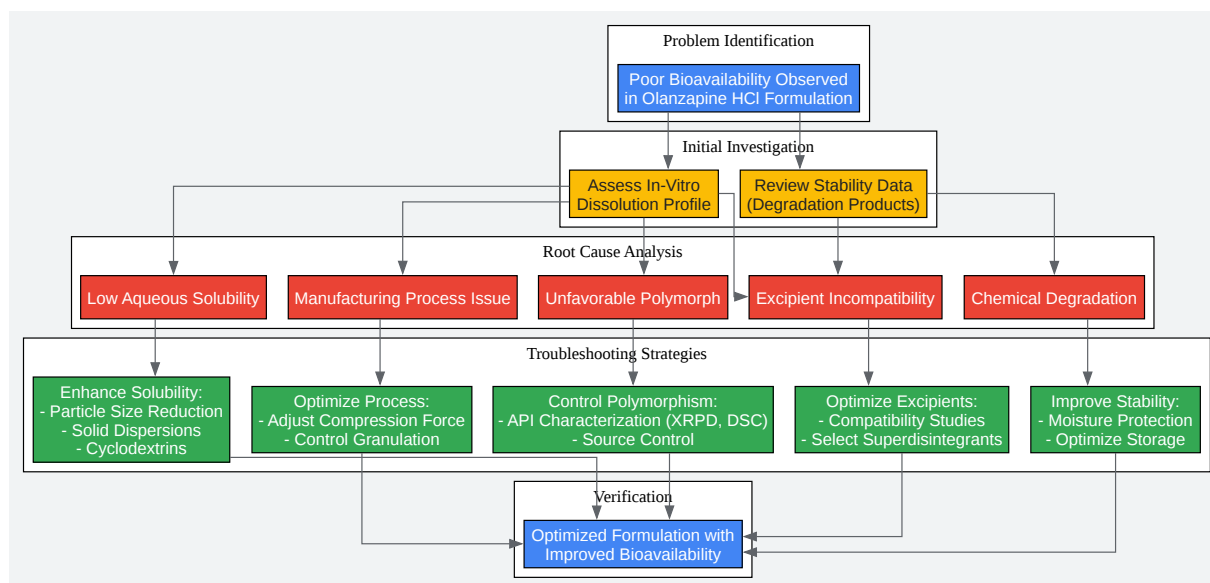 Problem Identification
Poor Bioavailability Observed
in Olanzapine HCl Formulation
Initial Investigation
Assess In-Vitro
Dissolution Profile
Review Stability Data
(Degradation Products)
Root Cause Analysis
Low Aqueous Solubility
Manufacturing Process Issue
Unfavorable Polymorph
Excipient Incompatibility
Chemical Degradation
Troubleshooting Strategies
Enhance Solubility:
- Particle Size Reduction
- Solid Dispersions
- Cyclodextrins
Optimize Process:
- Adjust Compression Force
- Control Granulation
Control Polymorphism:
- API Characterization (XRPD, DSC)
- Source Control
Optimize Excipients:
- Compatibility Studies
- Select Superdisintegrants
Improve Stability:
- Moisture Protection
- Optimize Storage
Verification
Optimized Formulation with
Improved Bioavailability